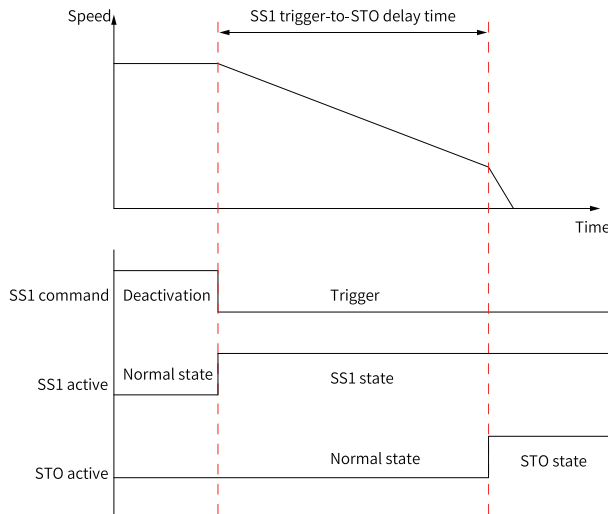 Speed
SS1 trigger-to-STO delay time
Time
SS1 command
Deactivation
Trigger
SS1 active
Normal state
SS1 state
STO active
Normal state
STO state